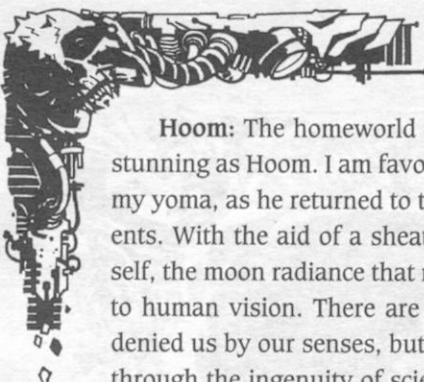 Hoom: The homeworld
stunning as Hoom. I am favo
my yoma, as he returned to t
ents. With the aid of a sheat
self, the moon radiance that
to human vision. There are
denied us by our senses, but
through the ingenuity of scie